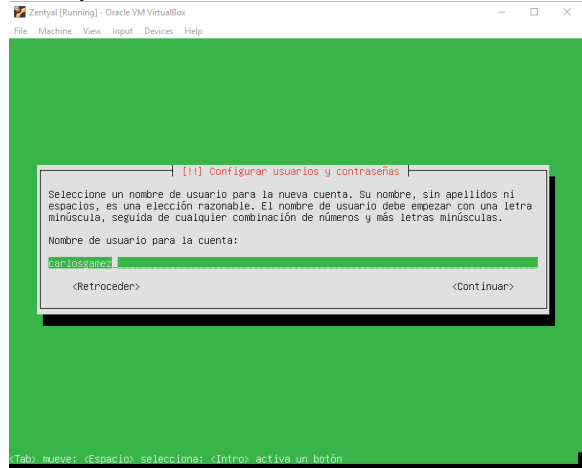 Zentyal [Running] - Oracle VM VirtualBox
File Machine View Input Devices Help
[!!] Configurar usuarios y contraseñas
Seleccione un nombre de usuario para la nueva cuenta. Su nombre, sin apellidos ni
espacios, es una elección razonable. El nombre de usuario debe empezar con una letra
minúscula, seguida de cualquier combinación de números y más letras minúsculas.
Nombre de usuario para la cuenta:
carlosgamez
<Retroceder> <Continuar>
<Tab> mueve; <Espacio> selecciona; <Intro> activa un botón